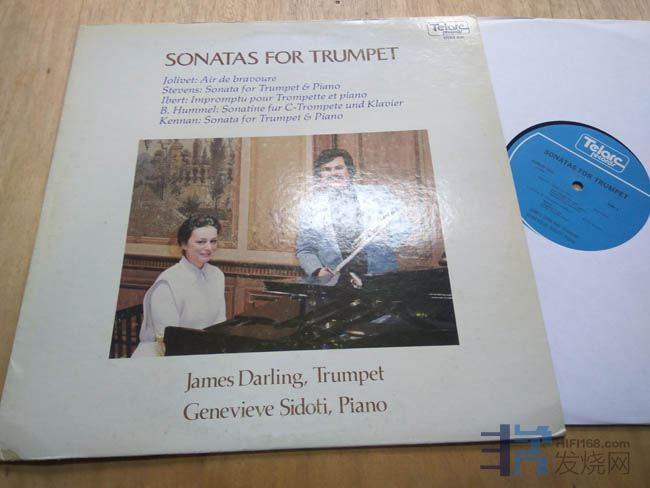 SONATAS FOR TRUMPET
Telarc
Jolivet: Air de bravoure
Stevens: Sonata for Trumpet & Piano
Ibert: Impromptu pour Trompette et piano
B. Hummel: Sonatine fur C-Trompete und Klavier
Kennan: Sonata for Trumpet & Piano
James Darling, Trumpet
Genevieve Sidoti, Piano
Telarc
SONATAS FOR TRUMPET
HIFI168.com
发烧网